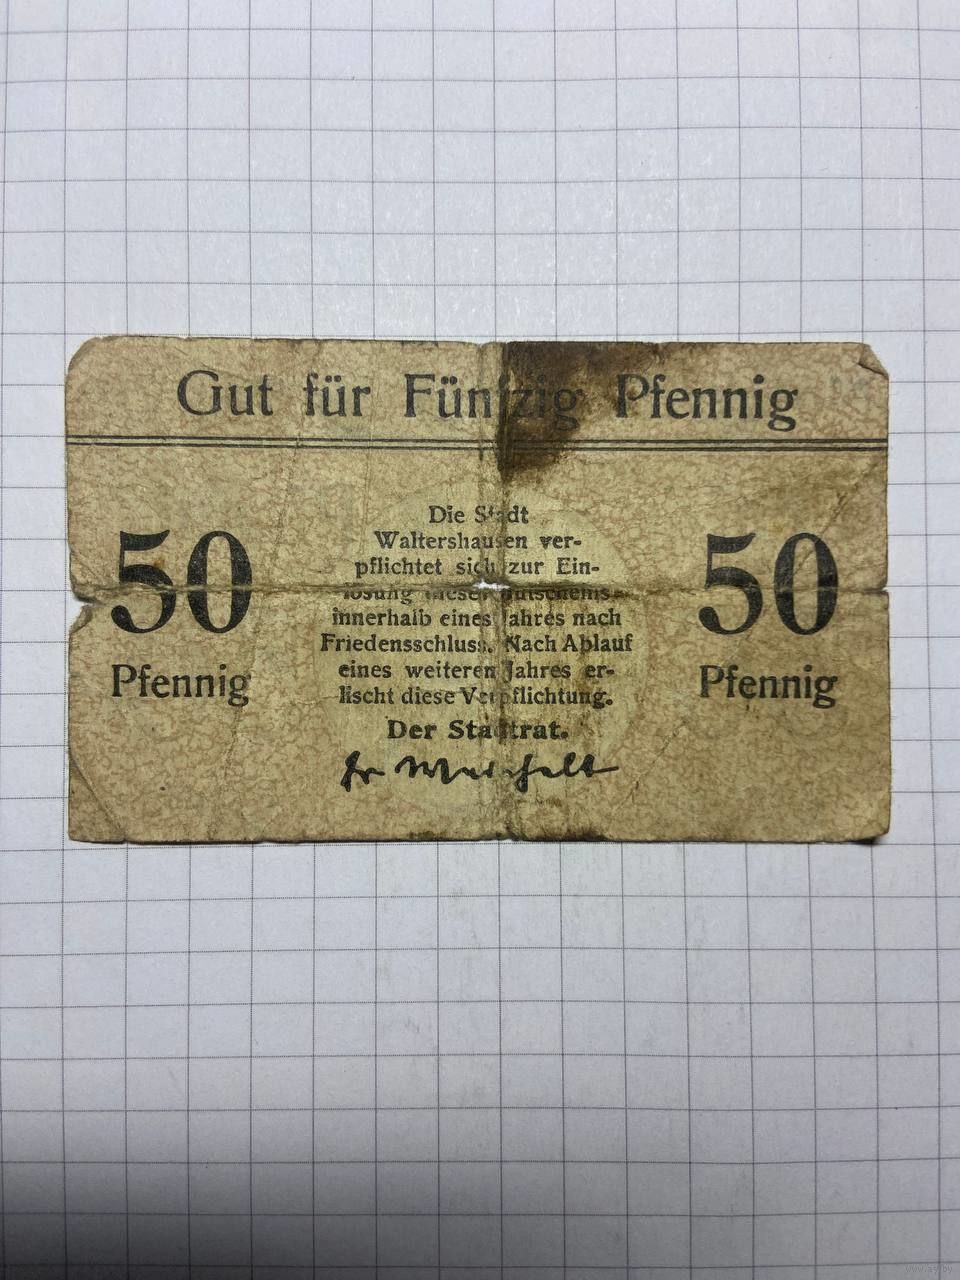 Gut für Fünfzig Pfennig
50
Pfennig
Die Stadt
Waltershausen ver-
pflichtet sich zur Ein-
lösung dieses Gutscheins
innerhalb eines Jahres nach
Friedensschluss. Nach Ablauf
eines weiteren Jahres er-
lischt diese Verpflichtung.
Der Stadtrat.
50
Pfennig